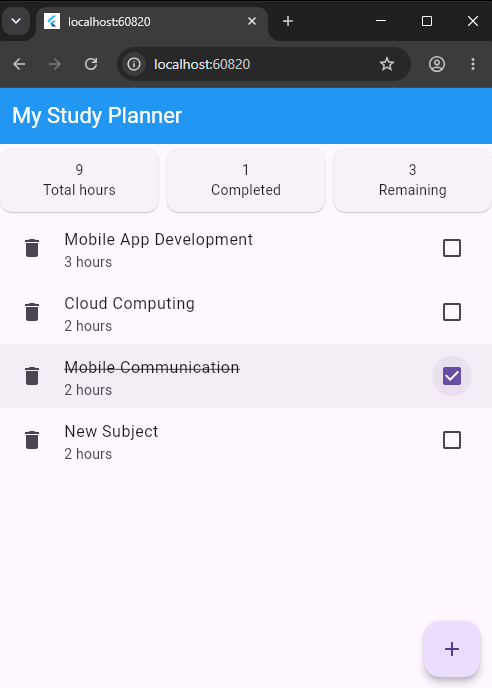 localhost:60820
localhost:60820
My Study Planner
9
Total hours
1
Completed
3
Remaining
Mobile App Development
3 hours
Cloud Computing
2 hours
Mobile Communication
2 hours
New Subject
2 hours